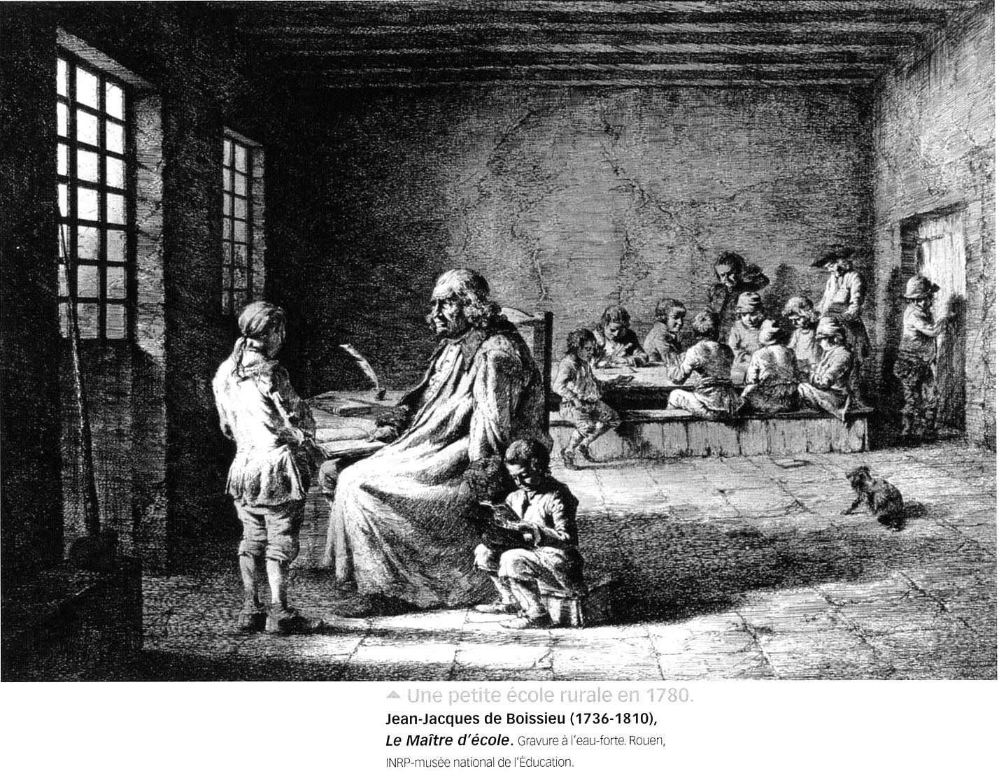 Une petite école rurale en 1780.
Jean-Jacques de Boissieu (1736-1810),
Le Maître d'école. Gravure à l'eau-forte. Rouen,
INRP-musée national de l'Éducation.